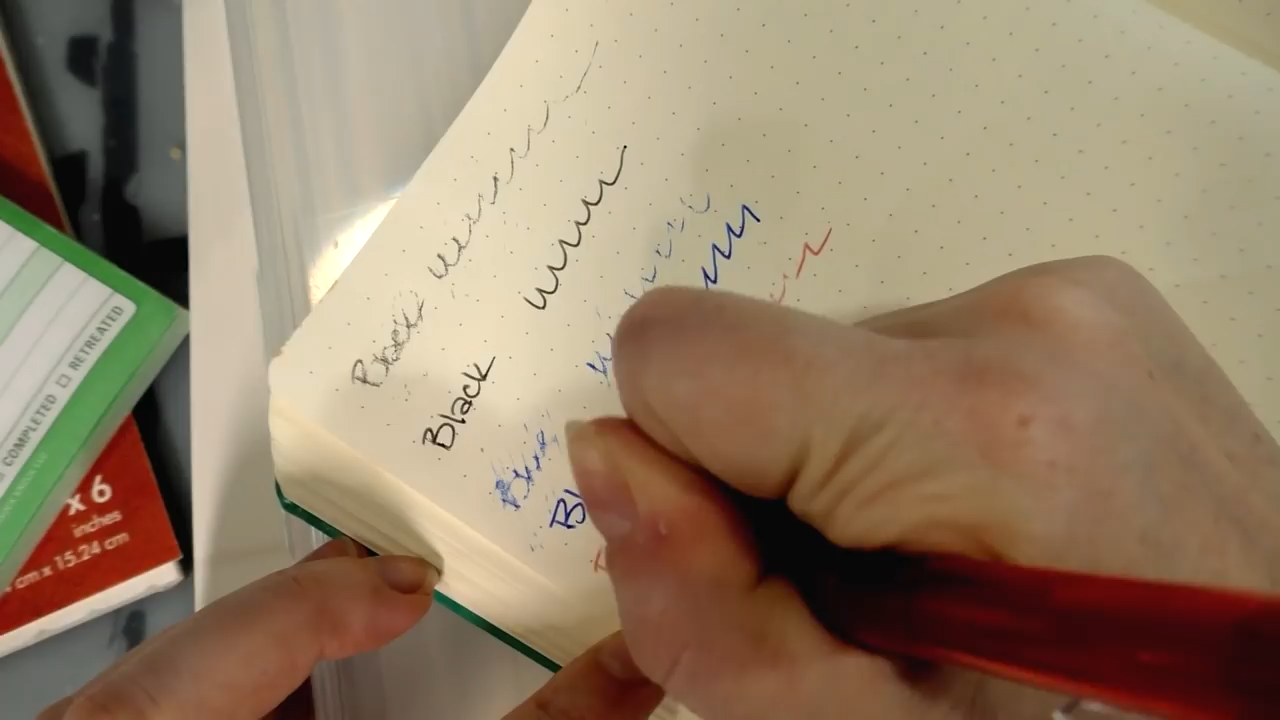 Black
Black
Blue
COMPLETED ☐ RETREATED
x 6
inches
cm x 15.24 cm